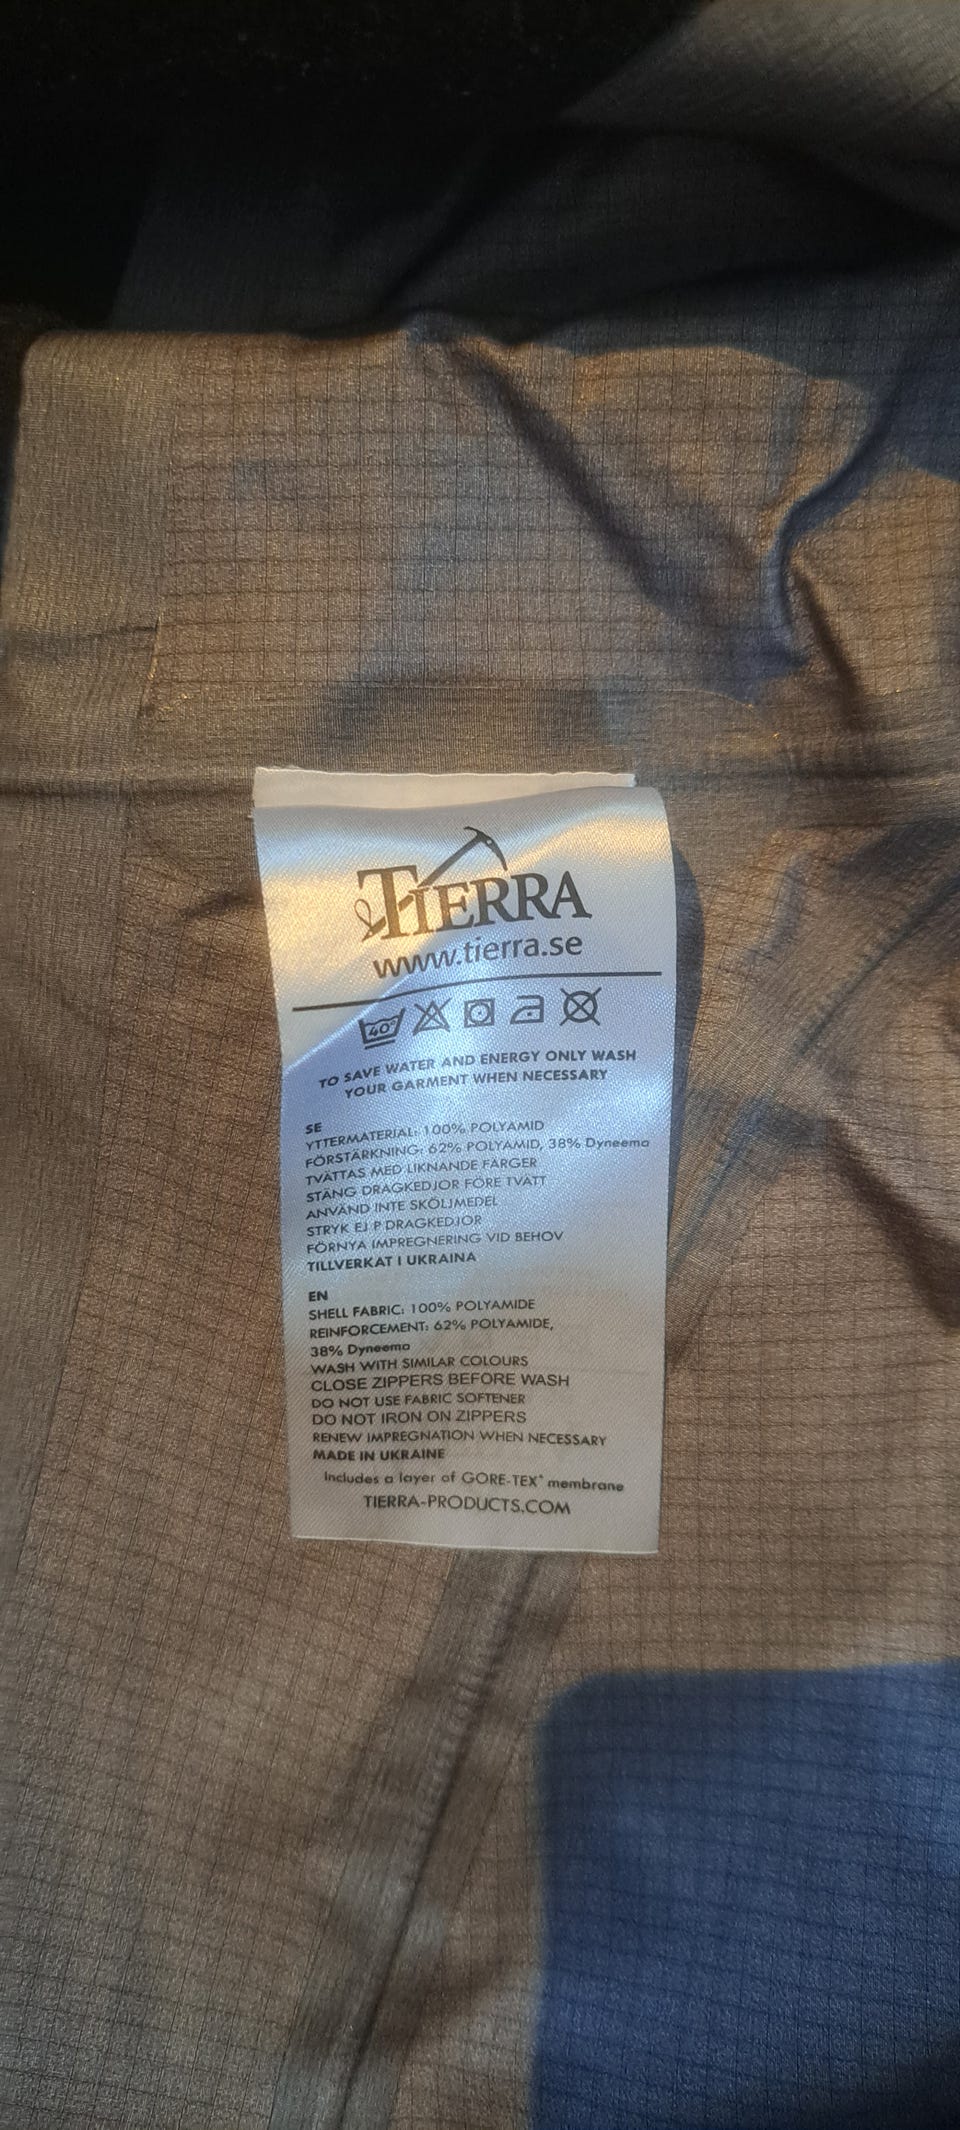 TIERRA
www.tierra.se
40°
TO SAVE WATER AND ENERGY ONLY WASH
YOUR GARMENT WHEN NECESSARY
SE
YTTERMATERIAL: 100% POLYAMID
FÖRSTÄRKNING: 62% POLYAMID, 38% Dyneema
TVÄTTAS MED LIKNANDE FÄRGER
STÄNG DRAGKEDJOR FÖRE TVÄTT
ANVÄND INTE SKÖLJMEDEL
STRYK EJ P DRAGKEDJOR
FÖRNYA IMPREGNERING VID BEHOV
TILLVERKAT I UKRAINA
EN
SHELL FABRIC: 100% POLYAMIDE
REINFORCEMENT: 62% POLYAMIDE,
38% Dyneema
WASH WITH SIMILAR COLOURS
CLOSE ZIPPERS BEFORE WASH
DO NOT USE FABRIC SOFTENER
DO NOT IRON ON ZIPPERS
RENEW IMPREGNATION WHEN NECESSARY
MADE IN UKRAINE
Includes a layer of GORE-TEX® membrane
TIERRA-PRODUCTS.COM